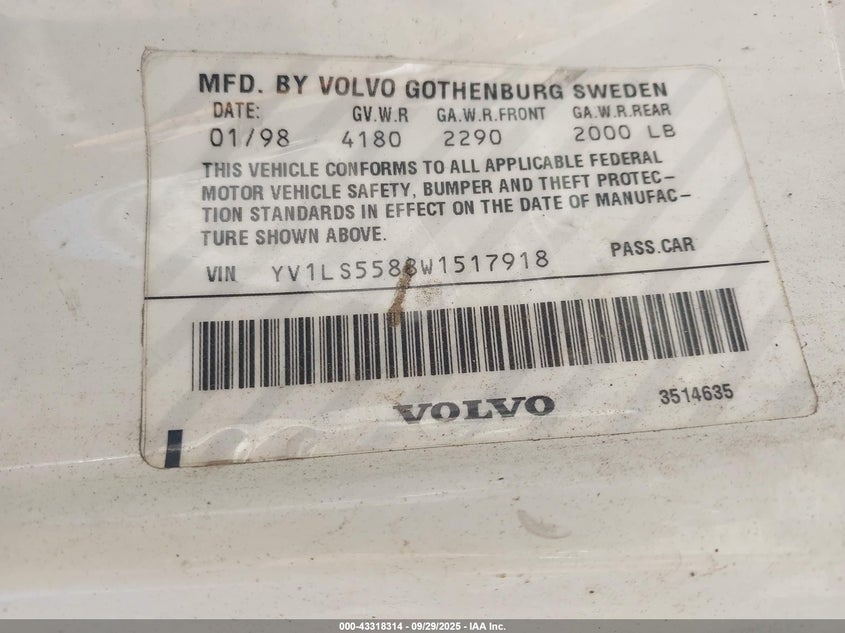 MFD. BY VOLVO GOTHENBURG SWEDEN
DATE: GV.W.R GA.W.R.FRONT GA.W.R.REAR
01/98 4180 2290 2000 LB
THIS VEHICLE CONFORMS TO ALL APPLICABLE FEDERAL
MOTOR VEHICLE SAFETY, BUMPER AND THEFT PROTEC–
TION STANDARDS IN EFFECT ON THE DATE OF MANUFAC–
TURE SHOWN ABOVE.
VIN YV1LS5588W1517918 PASS.CAR
VOLVO 3514635
000-43318314 / 09/29/2025 - IAA Inc.